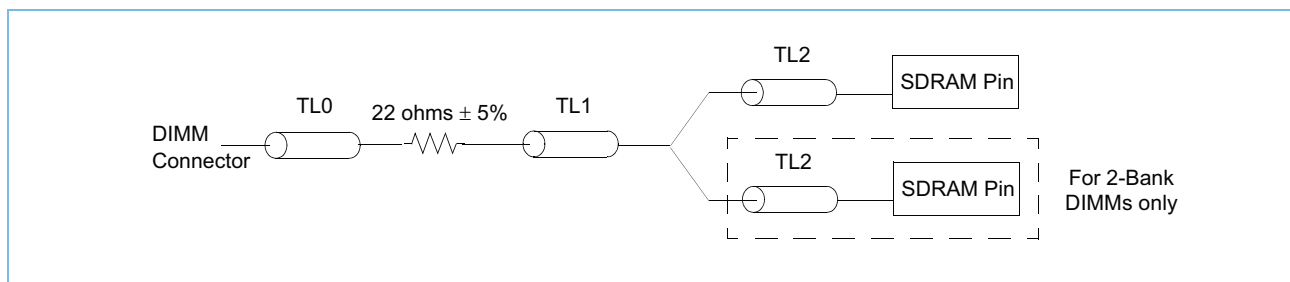 TL2
SDRAM Pin
TL0
22 ohms ± 5%
TL1
DIMM
Connector
TL2
SDRAM Pin
For 2-Bank
DIMMs only